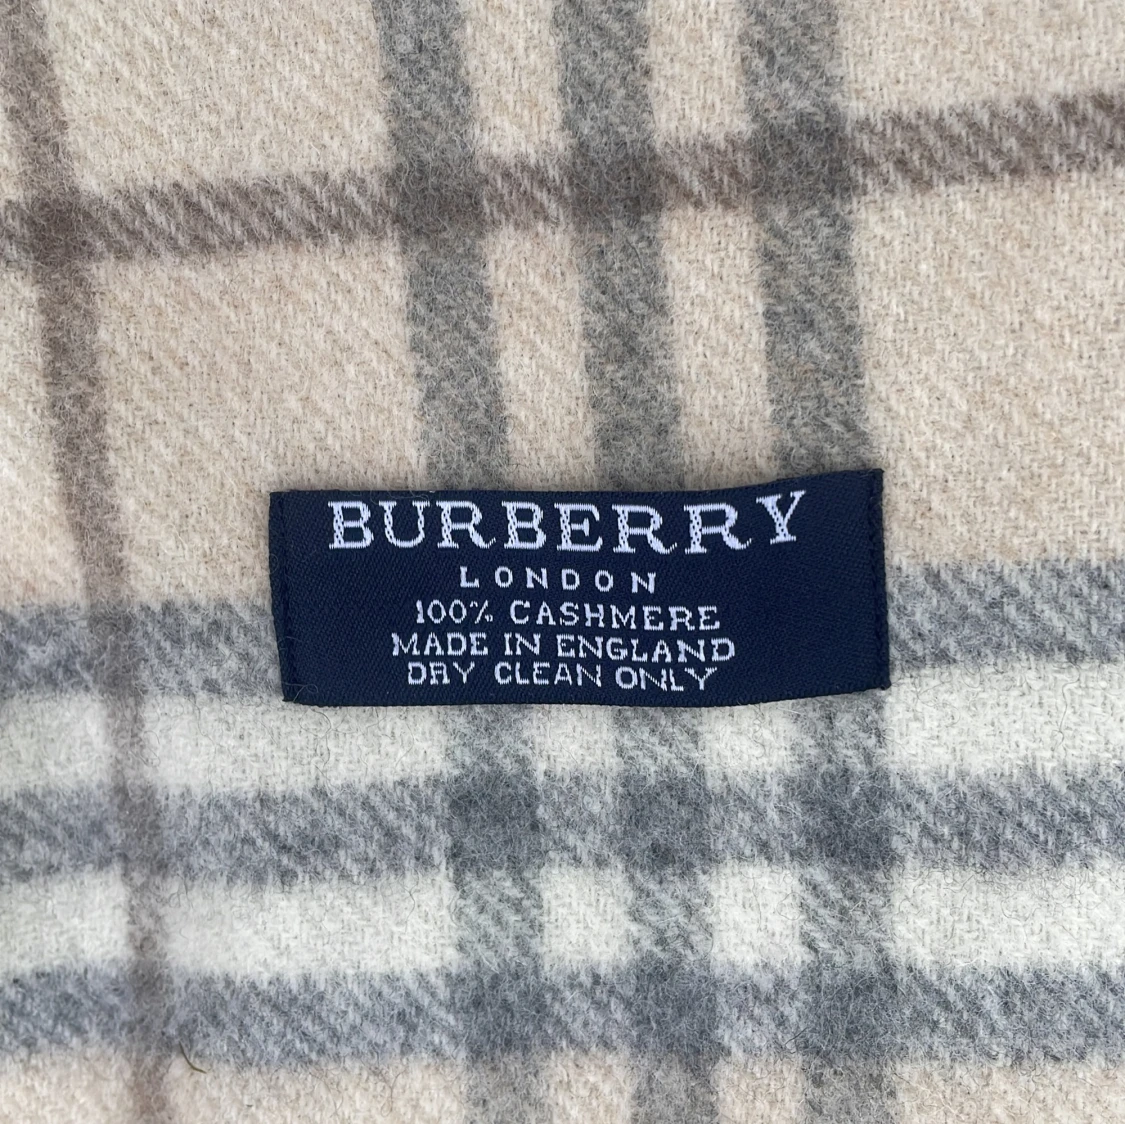 BURBERRY
LONDON
100% CASHMERE
MADE IN ENGLAND
DRY CLEAN ONLY